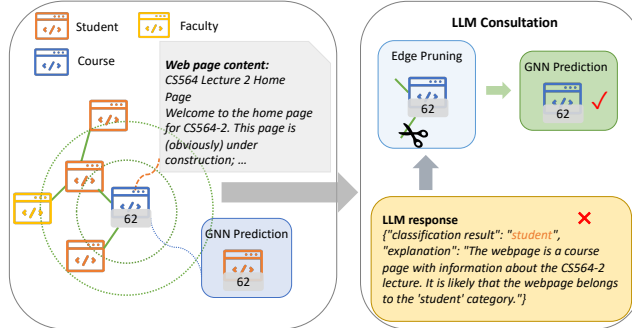 Student
Faculty
Course
Web page content:
CS564 Lecture 2 Home
Page
Welcome to the home page
for CS564-2. This page is
(obviously) under
construction; …
62
GNN Prediction
62
LLM Consultation
Edge Pruning
62
GNN Prediction
62
LLM response
{"classification result": "student",
"explanation": "The webpage is a course
page with information about the CS564-2
lecture. It is likely that the webpage belongs
to the 'student' category."}